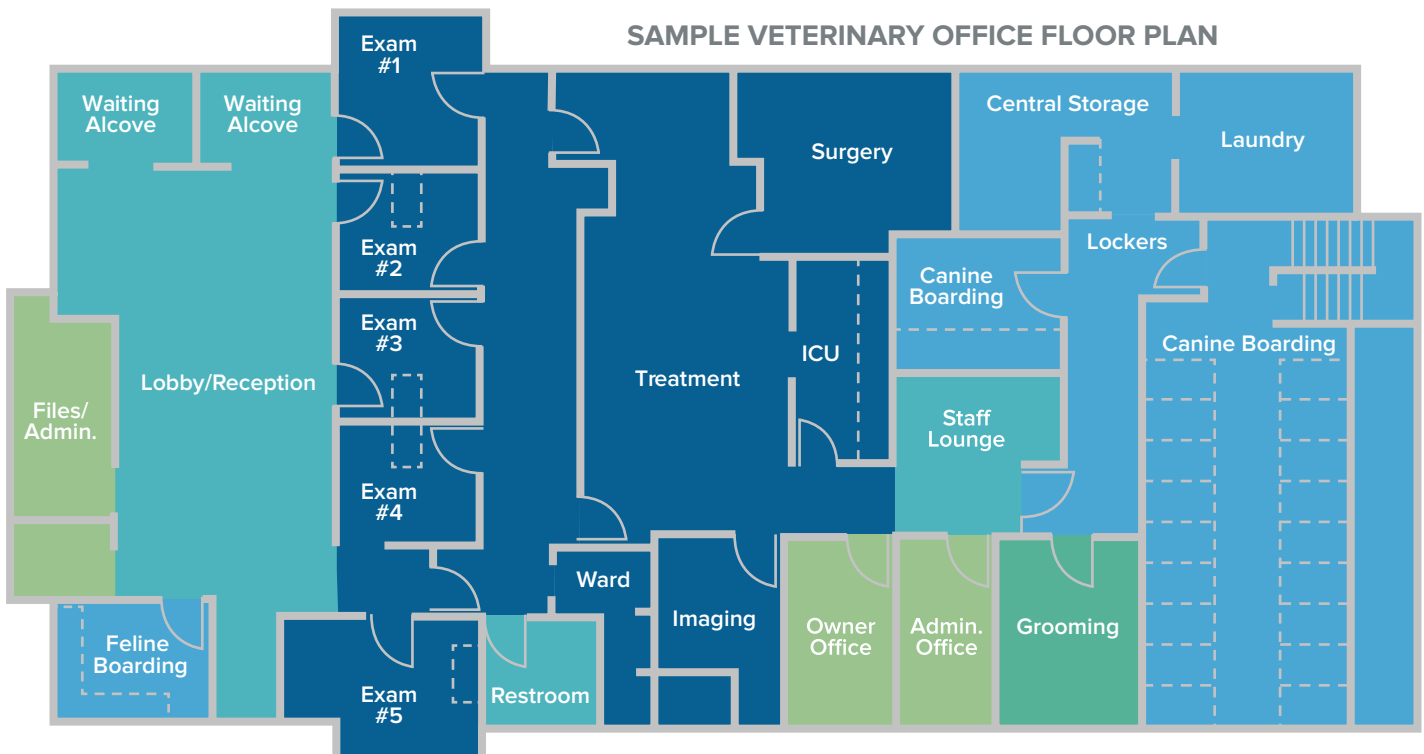 SAMPLE VETERINARY OFFICE FLOOR PLAN
Exam
#1
Waiting
Alcove
Waiting
Alcove
Central Storage
Laundry
Surgery
Exam
#2
Lockers
Canine
Boarding
Exam
#3
Canine Boarding
ICU
Treatment
Lobby/Reception
Files/
Admin.
Staff
Lounge
Exam
#4
Ward
Imaging
Owner
Office
Admin.
Office
Grooming
Feline
Boarding
Restroom
Exam
#5